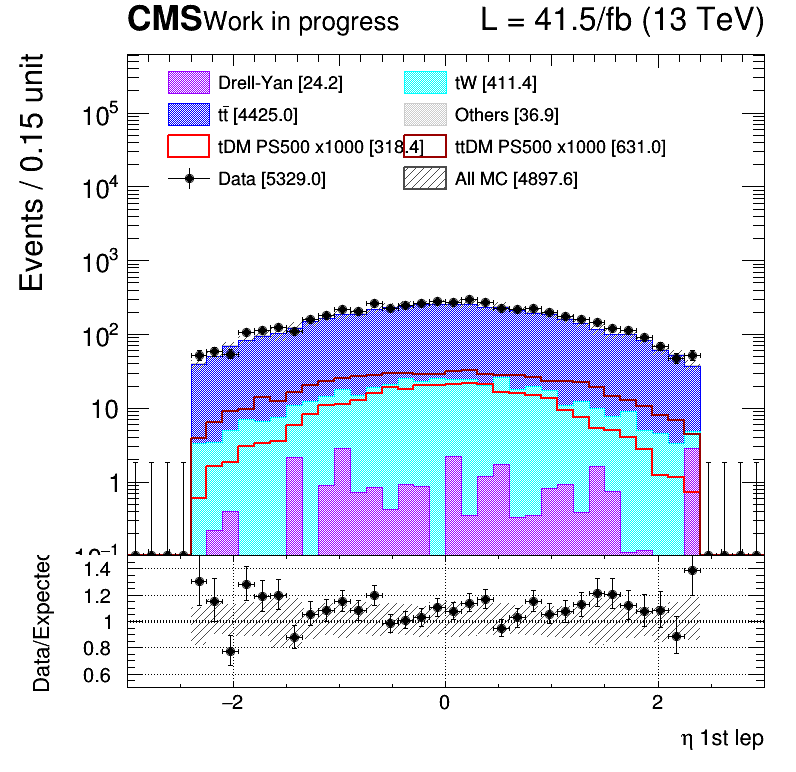 CMS Work in progress L = 41.5/fb (13 TeV)
Events / 0.15 unit
Drell-Yan [24.2] tW [411.4]
tt̄ [4425.0] Others [36.9]
tDM PS500 x1000 [318.4] ttDM PS500 x1000 [631.0]
Data [5329.0] All MC [4897.6]
10⁵
10⁴
10³
10²
10
1
10⁻¹
Data/Expected
1.4
1.2
1
0.8
0.6
−2 0 2
η 1st lep